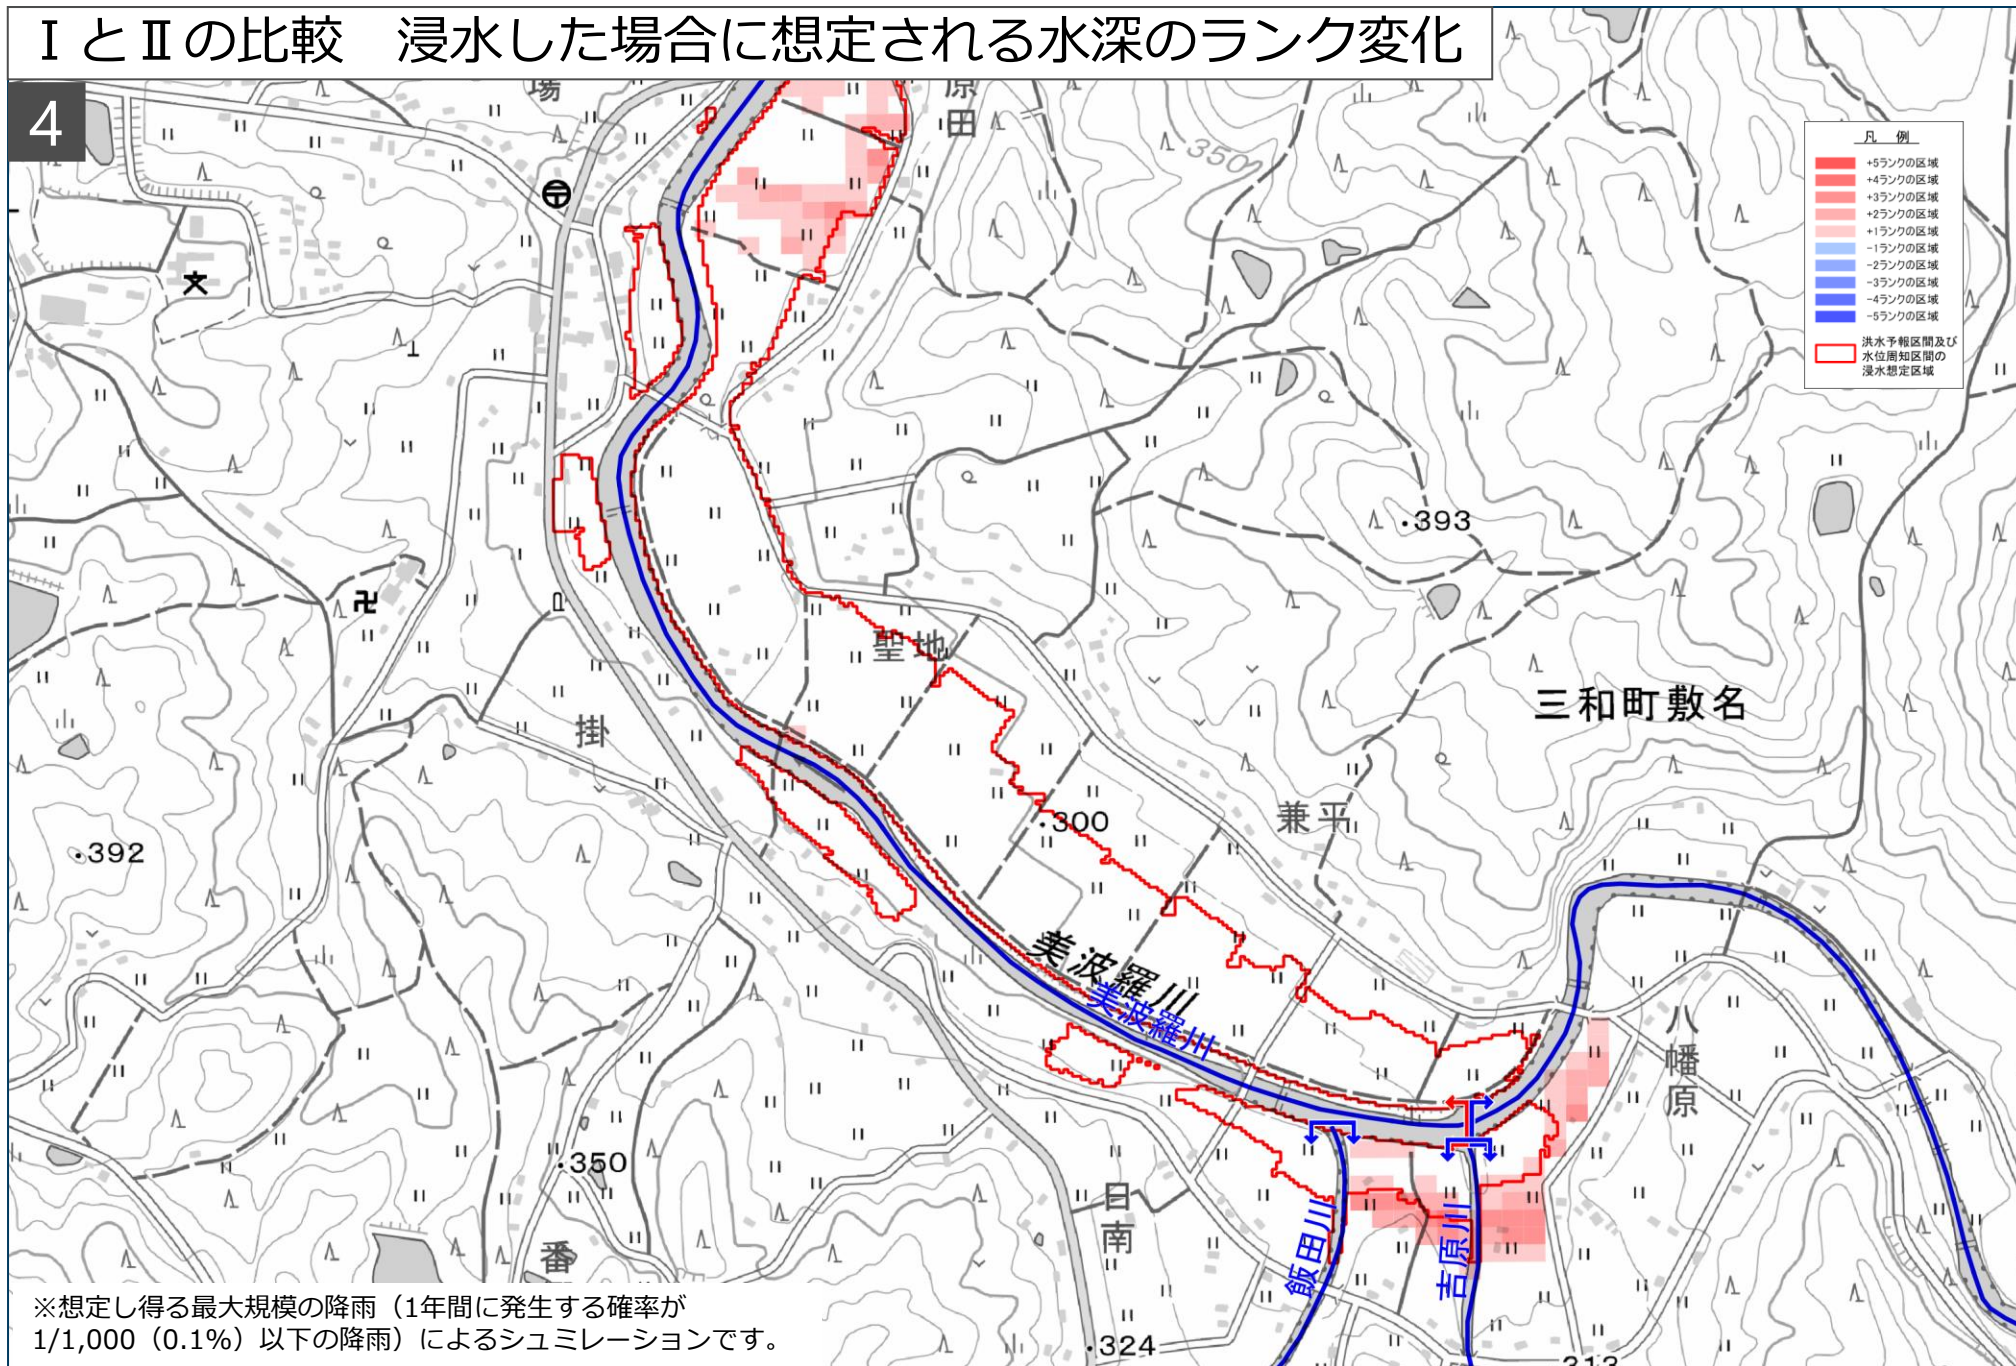 ⅠとⅡの比較　浸水した場合に想定される水深のランク変化
4
場
原
田
350
凡　例
+5ランクの区域
+4ランクの区域
+3ランクの区域
+2ランクの区域
+1ランクの区域
-1ランクの区域
-2ランクの区域
-3ランクの区域
-4ランクの区域
-5ランクの区域
洪水予報区間及び
水位周知区間の
浸水想定区域
・393
聖地
三和町敷名
掛
兼平
・300
・392
美波羅川
美波羅川
八
幡
原
・350
日
南
飯田川
吉原川
番
・324
313
※想定し得る最大規模の降雨（1年間に発生する確率が
1/1,000（0.1%）以下の降雨）によるシュミレーションです。